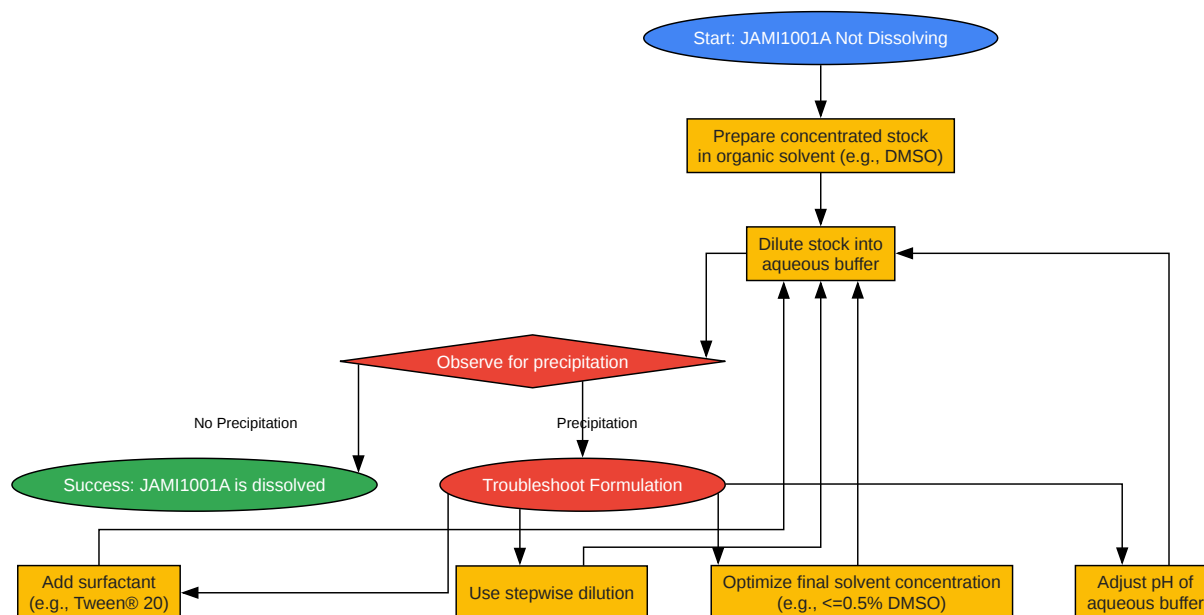 Start: JAMI1001A Not Dissolving
Prepare concentrated stock
in organic solvent (e.g., DMSO)
Dilute stock into
aqueous buffer
Observe for precipitation
No Precipitation
Precipitation
Success: JAMI1001A is dissolved
Troubleshoot Formulation
Add surfactant
(e.g., Tween® 20)
Use stepwise dilution
Optimize final solvent concentration
(e.g., <=0.5% DMSO)
Adjust pH of
aqueous buffer